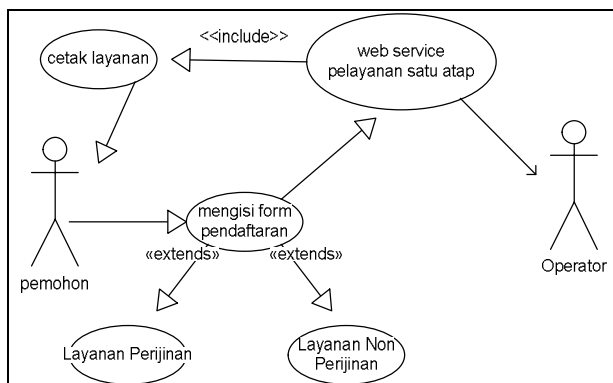 <<include>>
cetak layanan
web service
pelayanan satu atap
mengisi form
pendaftaran
«extends»
«extends»
pemohon
Operator
Layanan Perijinan
Layanan Non
Perijinan